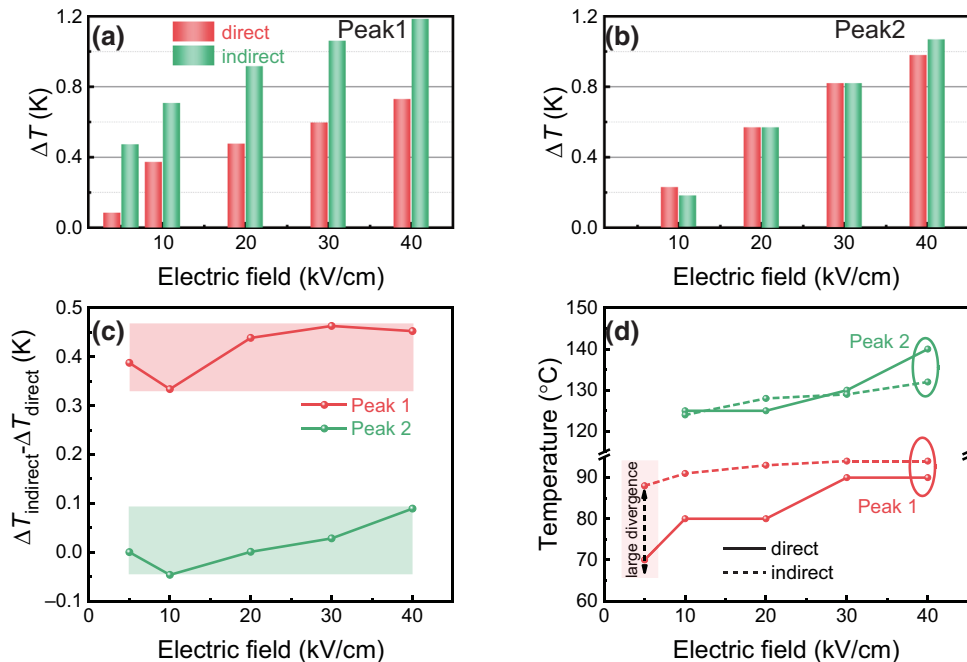 (a)
Peak1
direct
indirect
1.2
0.8
0.4
0.0
ΔT (K)
10 20 30 40
Electric field (kV/cm)
(b)
Peak2
1.2
0.8
0.4
0.0
ΔT (K)
10 20 30 40
Electric field (kV/cm)
(c)
0.5
0.4
0.3
0.2
0.1
0.0
–0.1
ΔT_indirect-ΔT_direct (K)
Peak 1
Peak 2
0 10 20 30 40
Electric field (kV/cm)
(d)
150
140
130
120
90
80
70
60
Temperature (°C)
Peak 2
Peak 1
large divergence
direct
indirect
0 10 20 30 40
Electric field (kV/cm)